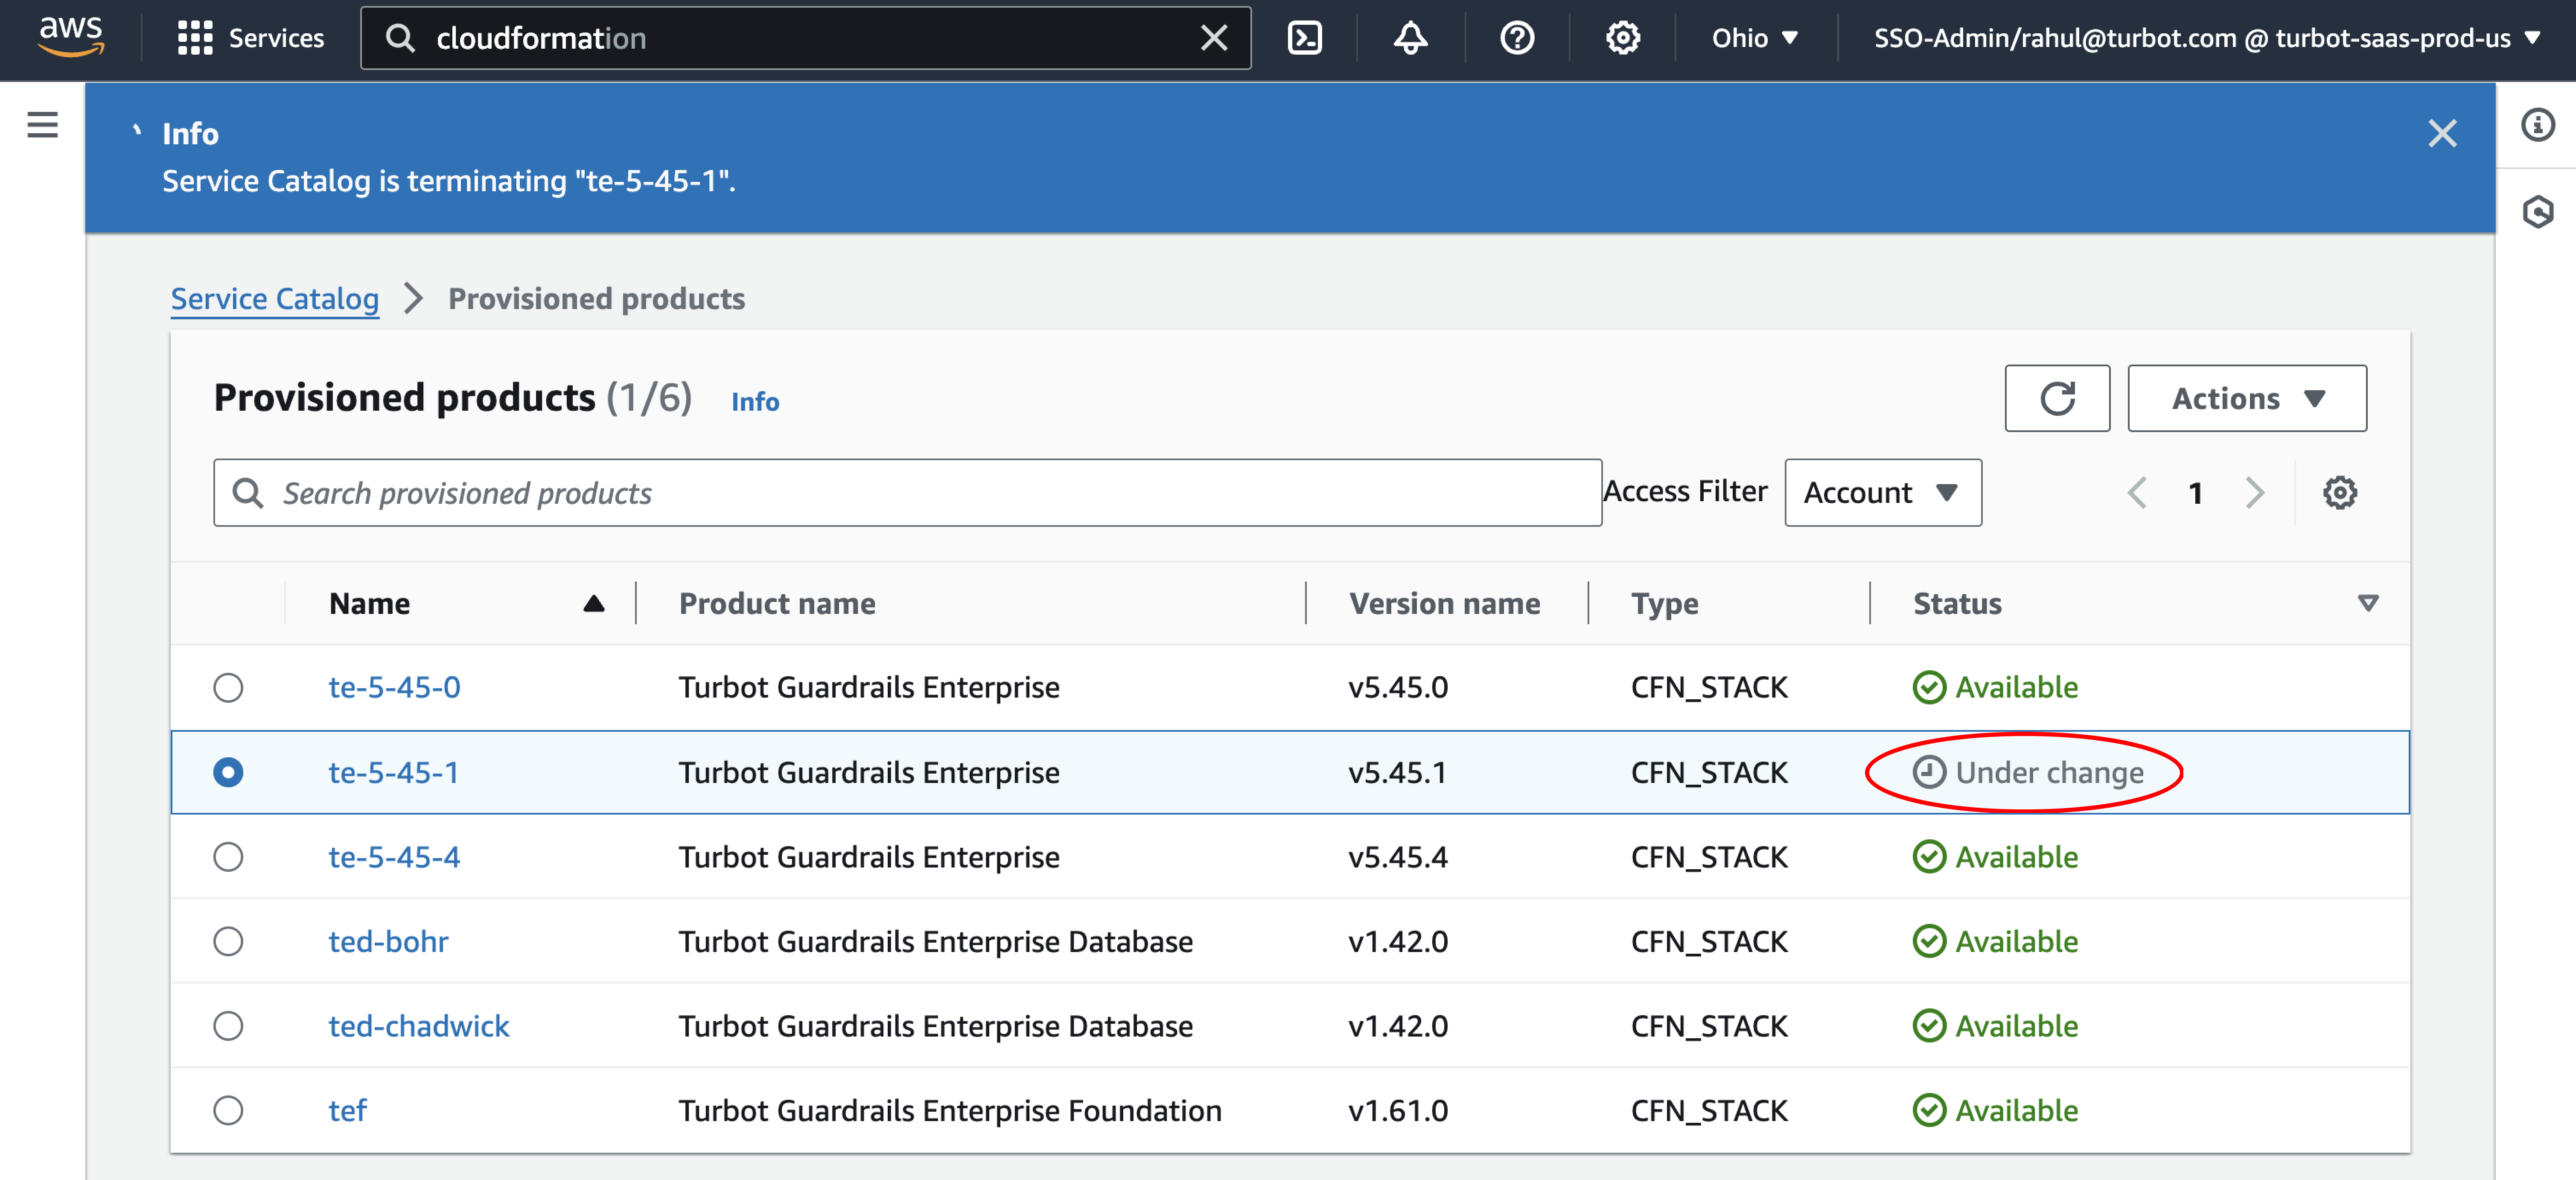 aws Services cloudformation Ohio SSO-Admin/rahul@turbot.com @ turbot-saas-prod-us
Info
Service Catalog is terminating "te-5-45-1".
Service Catalog Provisioned products
Provisioned products (1/6) Info Actions
Search provisioned products Access Filter Account 1
Name Product name Version name Type Status
te-5-45-0 Turbot Guardrails Enterprise v5.45.0 CFN_STACK Available
te-5-45-1 Turbot Guardrails Enterprise v5.45.1 CFN_STACK Under change
te-5-45-4 Turbot Guardrails Enterprise v5.45.4 CFN_STACK Available
ted-bohr Turbot Guardrails Enterprise Database v1.42.0 CFN_STACK Available
ted-chadwick Turbot Guardrails Enterprise Database v1.42.0 CFN_STACK Available
tef Turbot Guardrails Enterprise Foundation v1.61.0 CFN_STACK Available